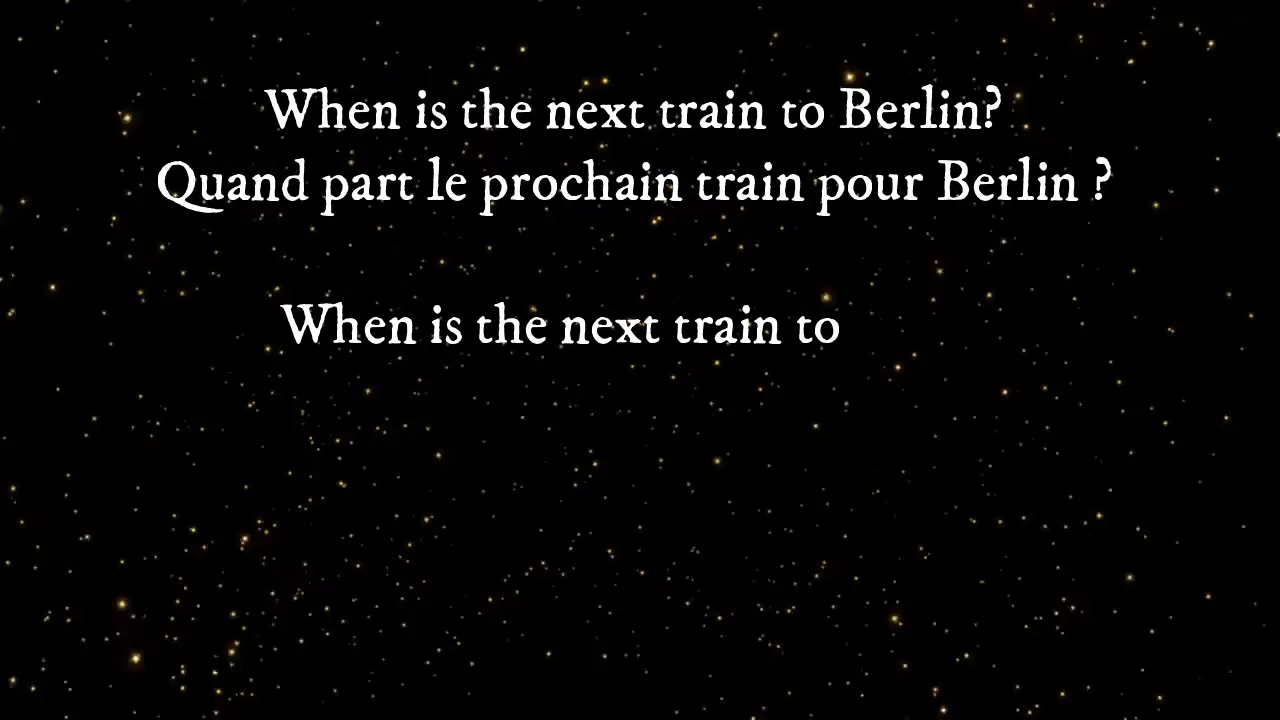 When is the next train to Berlin?
Quand part le prochain train pour Berlin ?
When is the next train to